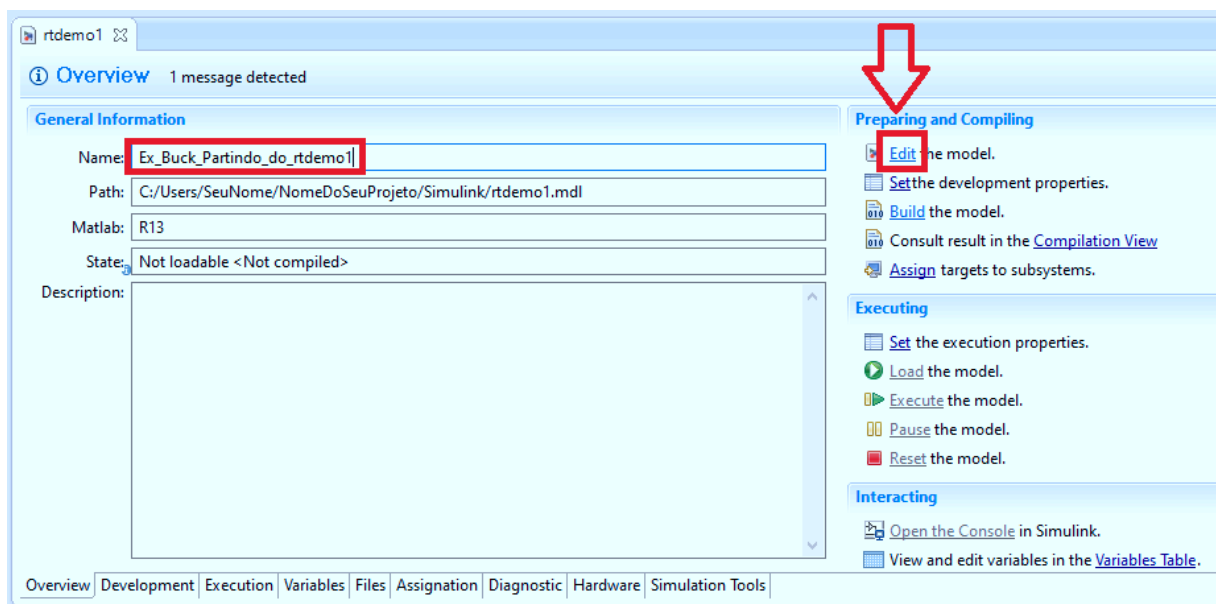 rtdemo1
Overview 1 message detected
General Information
Name: Ex_Buck_Partindo_do_rtdemo1
Path: C:/Users/SeuNome/NomeDoSeuProjeto/Simulink/rtdemo1.mdl
Matlab: R13
State: Not loadable <Not compiled>
Description:
Preparing and Compiling
Edit the model.
Setthe development properties.
Build the model.
Consult result in the Compilation View
Assign targets to subsystems.
Executing
Set the execution properties.
Load the model.
Execute the model.
Pause the model.
Reset the model.
Interacting
Open the Console in Simulink.
View and edit variables in the Variables Table.
Overview Development Execution Variables Files Assignation Diagnostic Hardware Simulation Tools